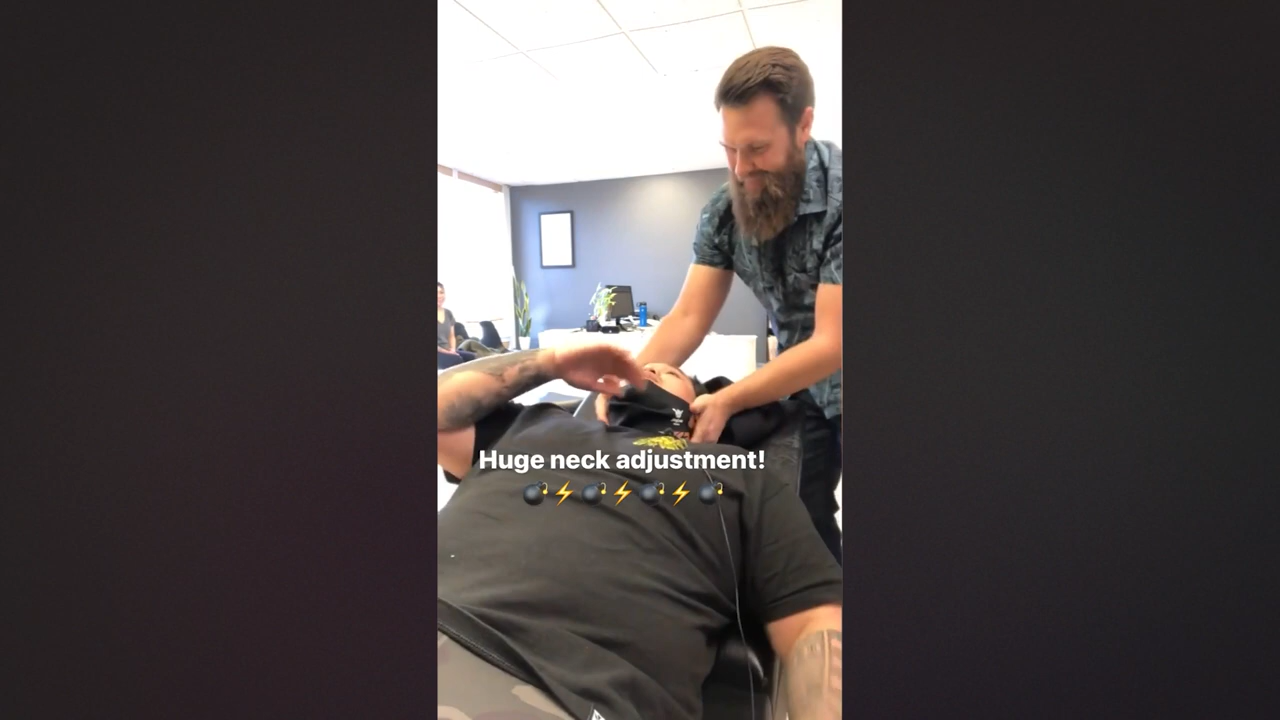 Huge neck adjustment!
💣⚡💣⚡💣⚡💣